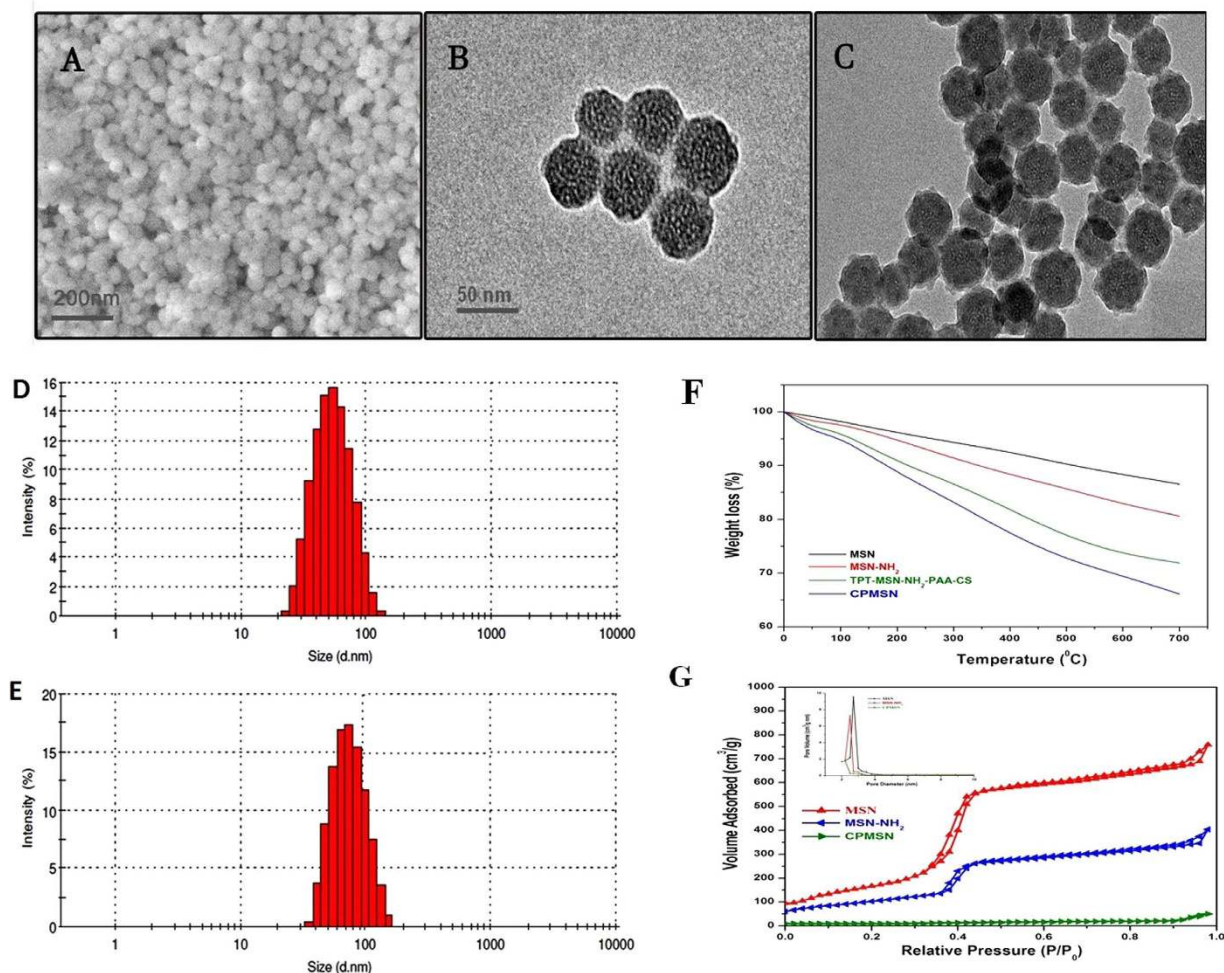 A
200nm
B
50 nm
C
D
16
14
12
10
8
6
4
2
0
Intensity (%)
1 10 100 1000 10000
Size (d.nm)
E
20
15
10
5
0
Intensity (%)
1 10 100 1000 10000
Size (d.nm)
F
100
90
80
70
60
Weight loss (%)
MSN
MSN-NH₂
TPT-MSN-NH₂-PAA-CS
CPMSN
0 100 200 300 400 500 600 700
Temperature (⁰C)
G
1000
900
800
700
600
500
400
300
200
100
0
Volume Adsorbed (cm³/g)
Pore Diameter (nm)
MSN
MSN-NH₂
CPMSN
0.0 0.2 0.4 0.6 0.8 1.0
Relative Pressure (P/P₀)